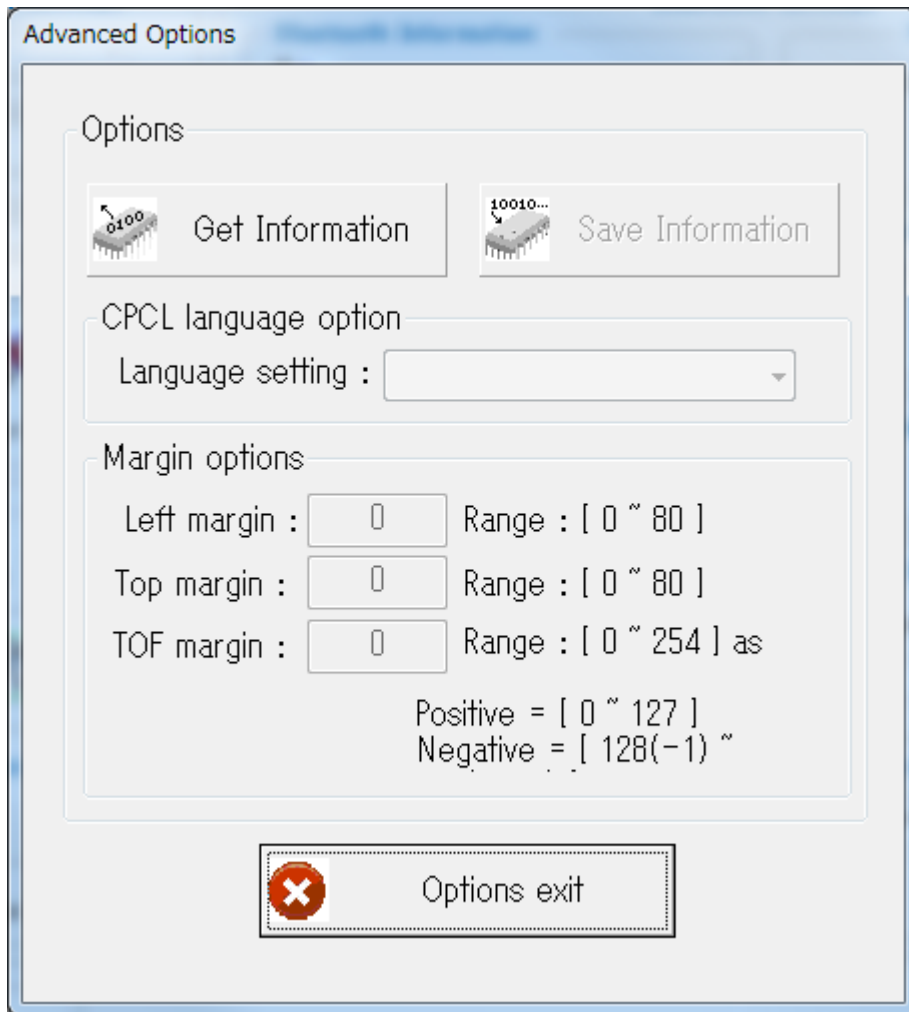 Advanced Options
Options
0100 Get Information
10010... Save Information
CPCL language option
Language setting :
Margin options
Left margin : 0 Range : [ 0 ~ 80 ]
Top margin : 0 Range : [ 0 ~ 80 ]
TOF margin : 0 Range : [ 0 ~ 254 ] as
Positive = [ 0 ~ 127 ]
Negative = [ 128(-1) ~
Options exit